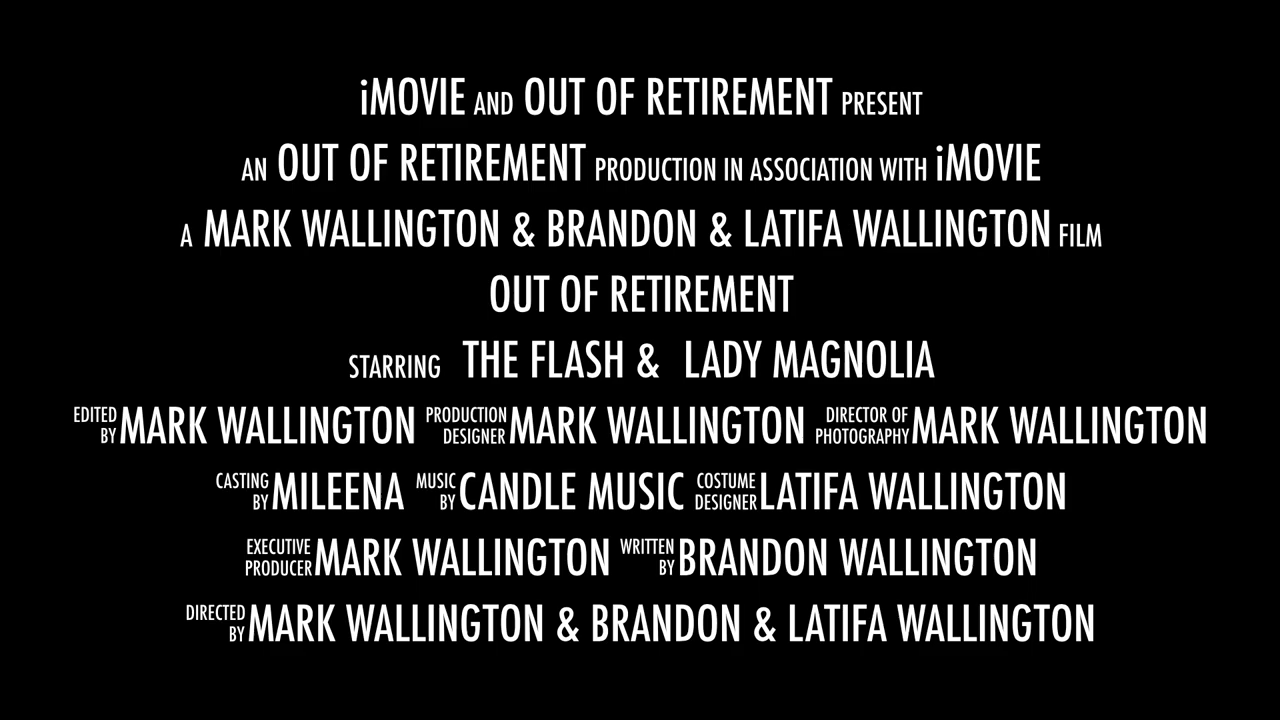 iMOVIE AND OUT OF RETIREMENT PRESENT
AN OUT OF RETIREMENT PRODUCTION IN ASSOCIATION WITH iMOVIE
A MARK WALLINGTON & BRANDON & LATIFA WALLINGTON FILM
OUT OF RETIREMENT
STARRING THE FLASH & LADY MAGNOLIA
EDITED BY MARK WALLINGTON PRODUCTION DESIGNER MARK WALLINGTON DIRECTOR OF PHOTOGRAPHY MARK WALLINGTON
CASTING BY MILEENA MUSIC BY CANDLE MUSIC COSTUME DESIGNER LATIFA WALLINGTON
EXECUTIVE PRODUCER MARK WALLINGTON WRITTEN BY BRANDON WALLINGTON
DIRECTED BY MARK WALLINGTON & BRANDON & LATIFA WALLINGTON